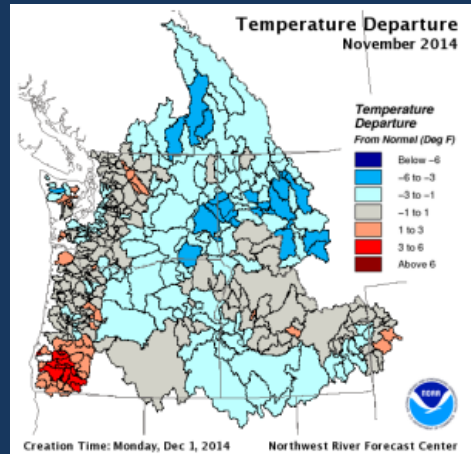 Temperature Departure
November 2014
Temperature
Departure
From Normel (Deg F)
Below -6
-6 to -3
-3 to -1
-1 to 1
1 to 3
3 to 6
Above 6
NOAA
Creation Time: Monday, Dec 1, 2014 Northwest River Forecast Center